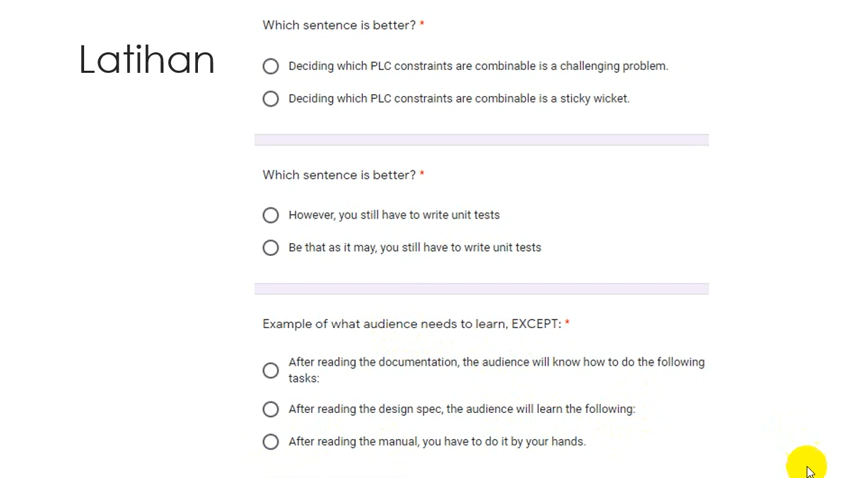 Latihan
Which sentence is better? *
Deciding which PLC constraints are combinable is a challenging problem.
Deciding which PLC constraints are combinable is a sticky wicket.
Which sentence is better? *
However, you still have to write unit tests
Be that as it may, you still have to write unit tests
Example of what audience needs to learn, EXCEPT: *
After reading the documentation, the audience will know how to do the following
tasks:
After reading the design spec, the audience will learn the following:
After reading the manual, you have to do it by your hands.